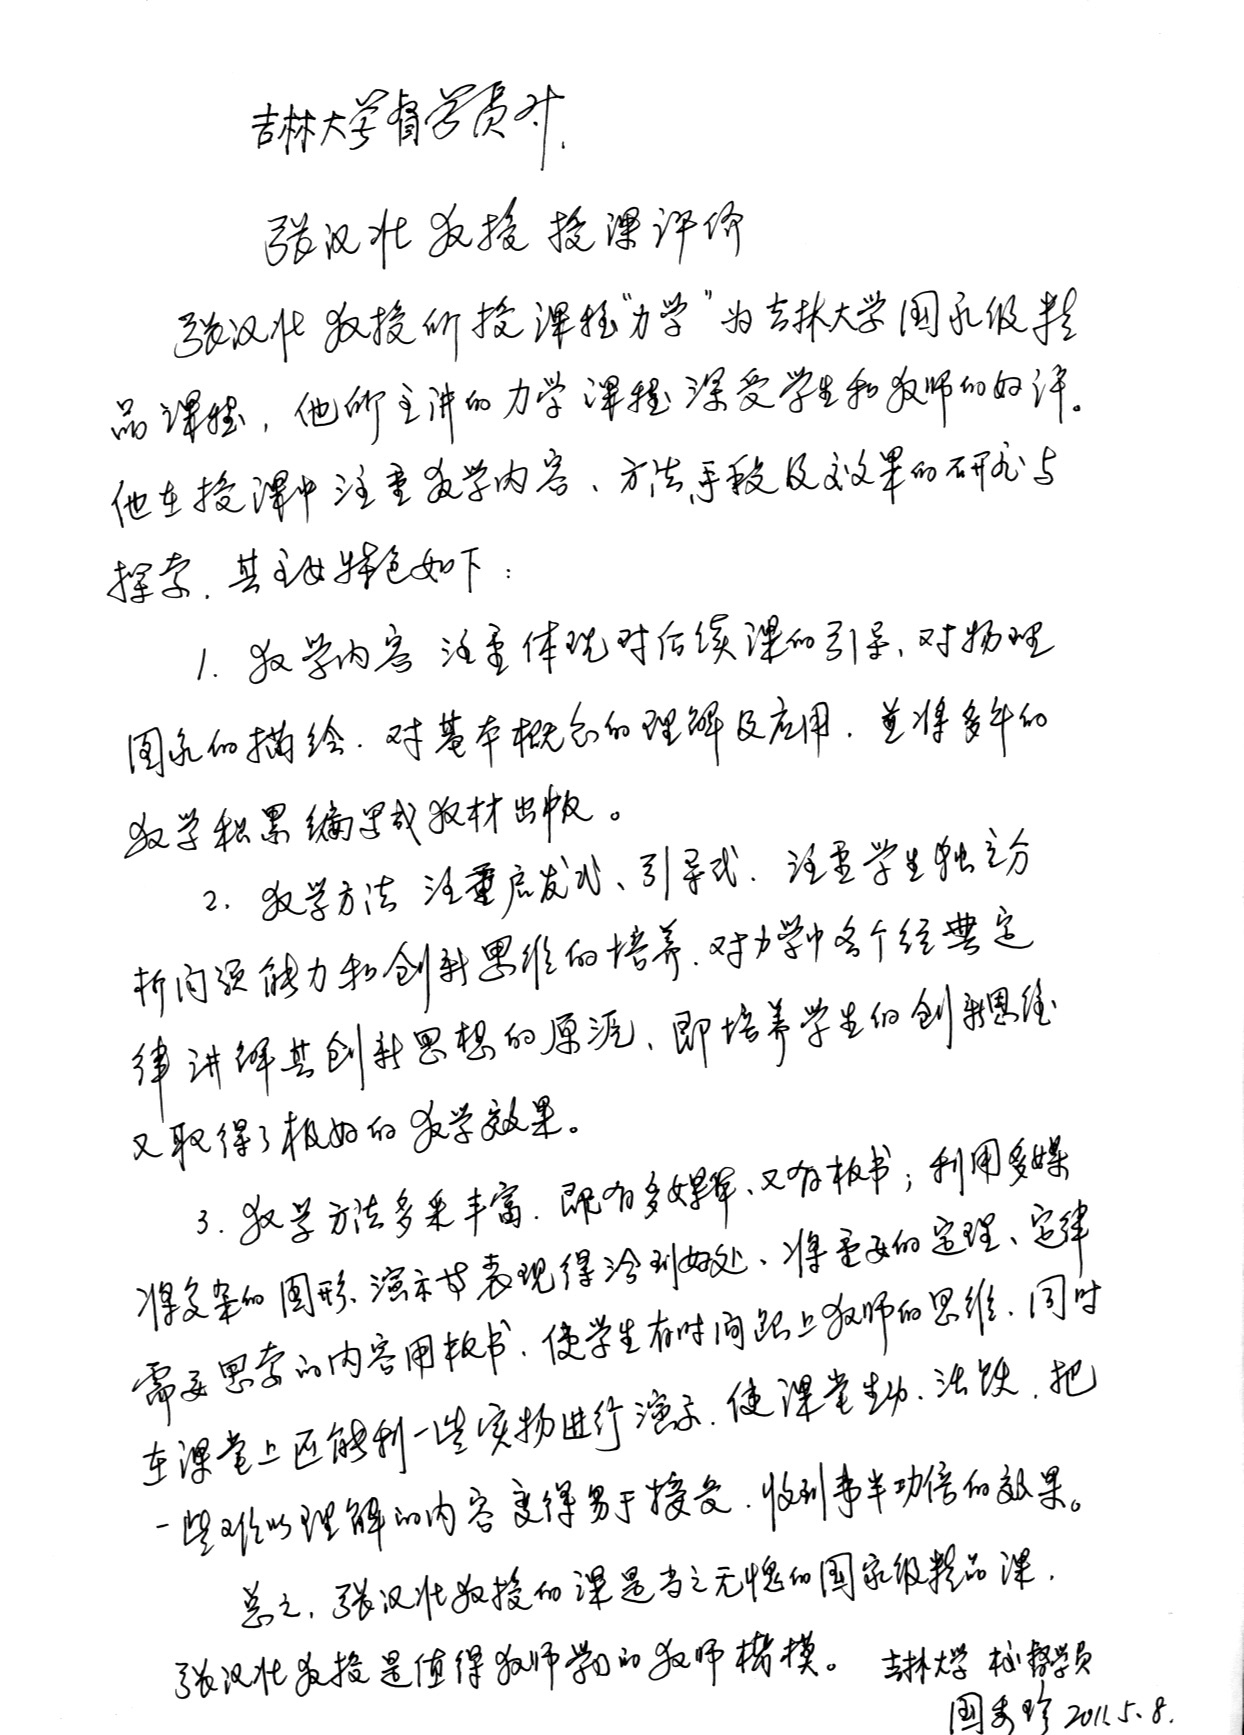 吉林大学督学员对
张汉壮教授授课评价
张汉壮教授所授课程“力学”为吉林大学国家级精
品课程，他所主讲的力学课程深受学生和教师的好评。
他在授课中注重教学内容、方法、手段及效果的研究与
探索，其主要特色如下：
1. 教学内容 注重体现对后续课的引导、对物理
图象的描绘、对基本概念的理解及应用，并将多年的
教学积累编写成教材出版。
2. 教学方法 注重启发式、引导式，注重学生独立分
析问题能力和创新思维的培养，对力学中各个经典定
律讲解其创新思想的原源，即培养学生的创新思维
又取得了极好的教学效果。
3. 教学方法多采丰富，即有多媒体、又有板书；利用多媒
将复杂的图形、演示等表现得恰到好处、将重要的定理、定律
需要思索的内容用板书，使学生有时间跟上教师的思维，同时
在课堂上还能利一些实物进行演示，使课堂生动、活跃，把
一些难以理解的内容变得易于接受，收到事半功倍的效果。
总之，张汉壮教授的课是当之无愧的国家级精品课，
张汉壮教授是值得教师学习的教师楷模。 吉林大学 校督学员
国秀珍 2011.5.8.